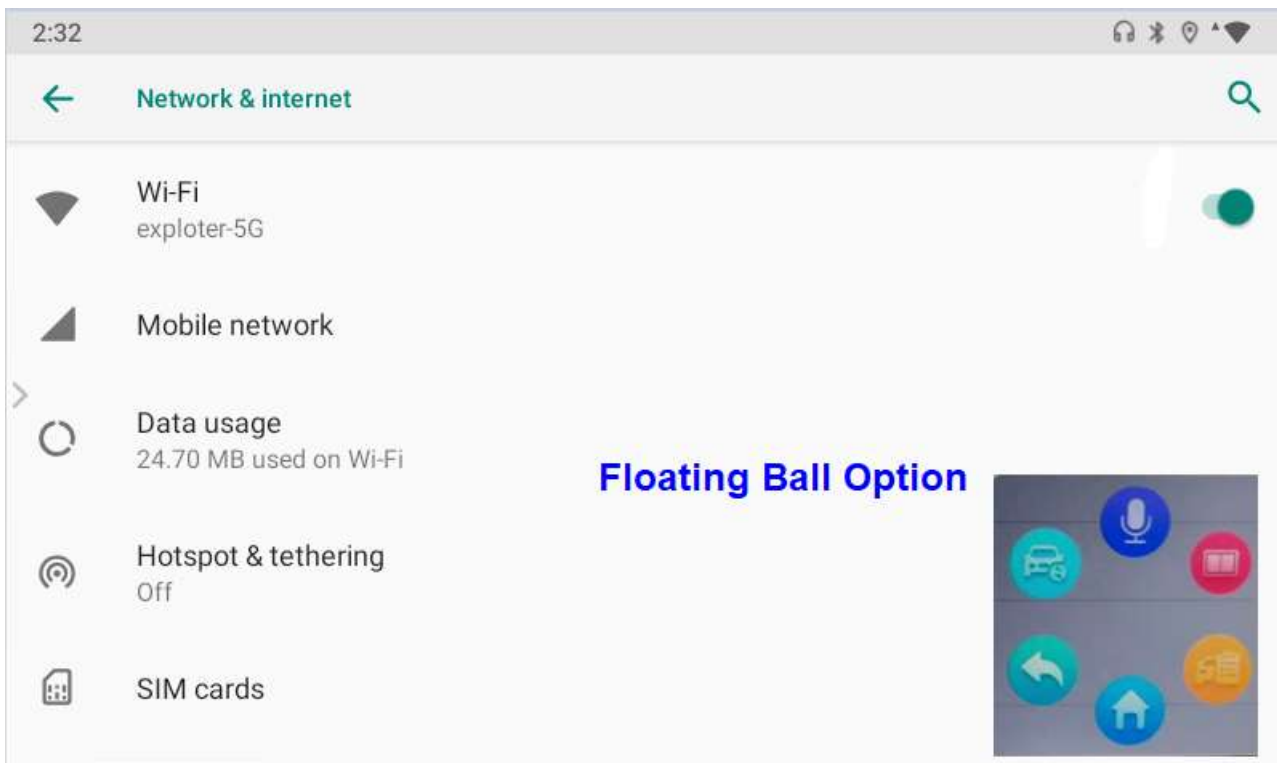 2:32
Network & internet
Wi-Fi
exploter-5G
Mobile network
Data usage
24.70 MB used on Wi-Fi
Floating Ball Option
Hotspot & tethering
Off
SIM cards